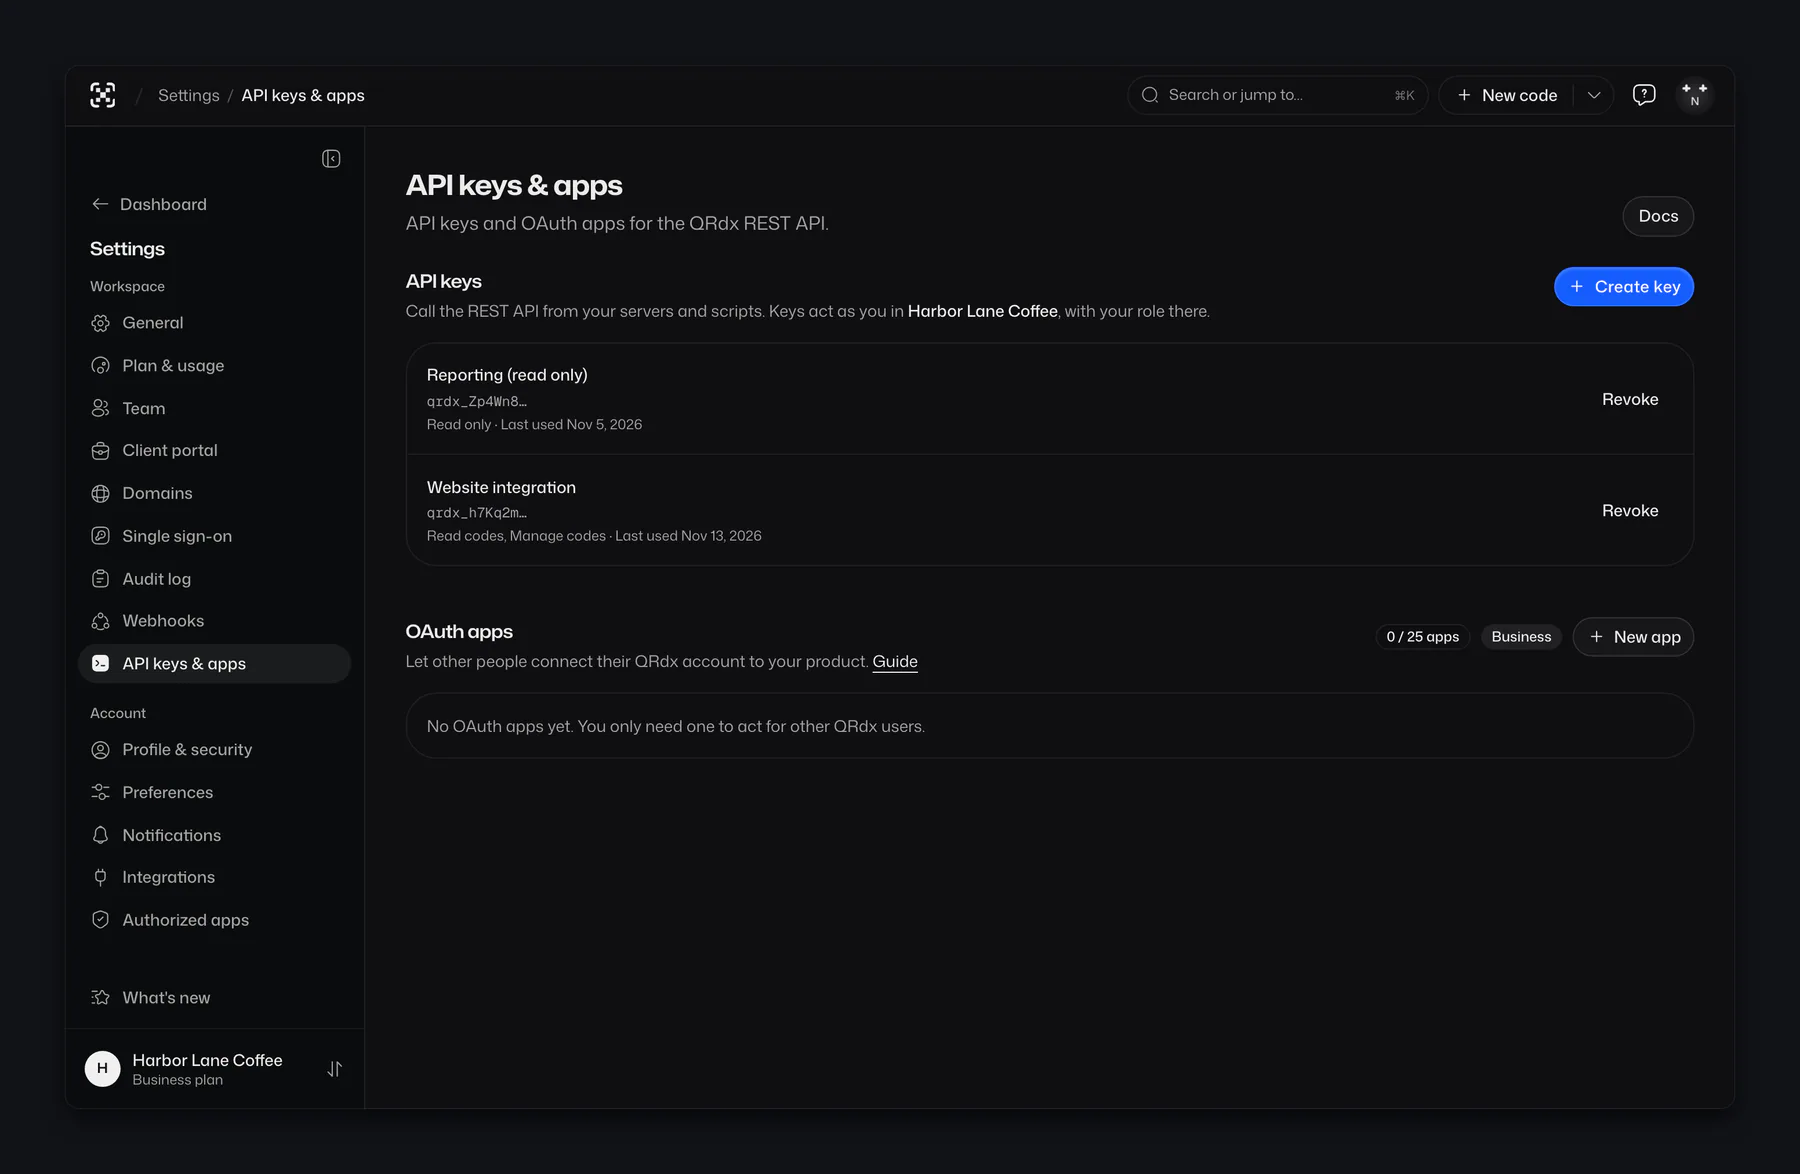 Settings / API keys & apps
Search or jump to... ⌘K
+ New code
N
Dashboard
Settings
Workspace
General
Plan & usage
Team
Client portal
Domains
Single sign-on
Audit log
Webhooks
API keys & apps
Account
Profile & security
Preferences
Notifications
Integrations
Authorized apps
What's new
H
Harbor Lane Coffee
Business plan
API keys & apps
API keys and OAuth apps for the QRdx REST API.
Docs
API keys
Call the REST API from your servers and scripts. Keys act as you in Harbor Lane Coffee, with your role there.
+ Create key
Reporting (read only)
qrdx_Zp4Wn8…
Read only · Last used Nov 5, 2026
Revoke
Website integration
qrdx_h7Kq2m…
Read codes, Manage codes · Last used Nov 13, 2026
Revoke
OAuth apps
Let other people connect their QRdx account to your product. Guide
0 / 25 apps
Business
+ New app
No OAuth apps yet. You only need one to act for other QRdx users.